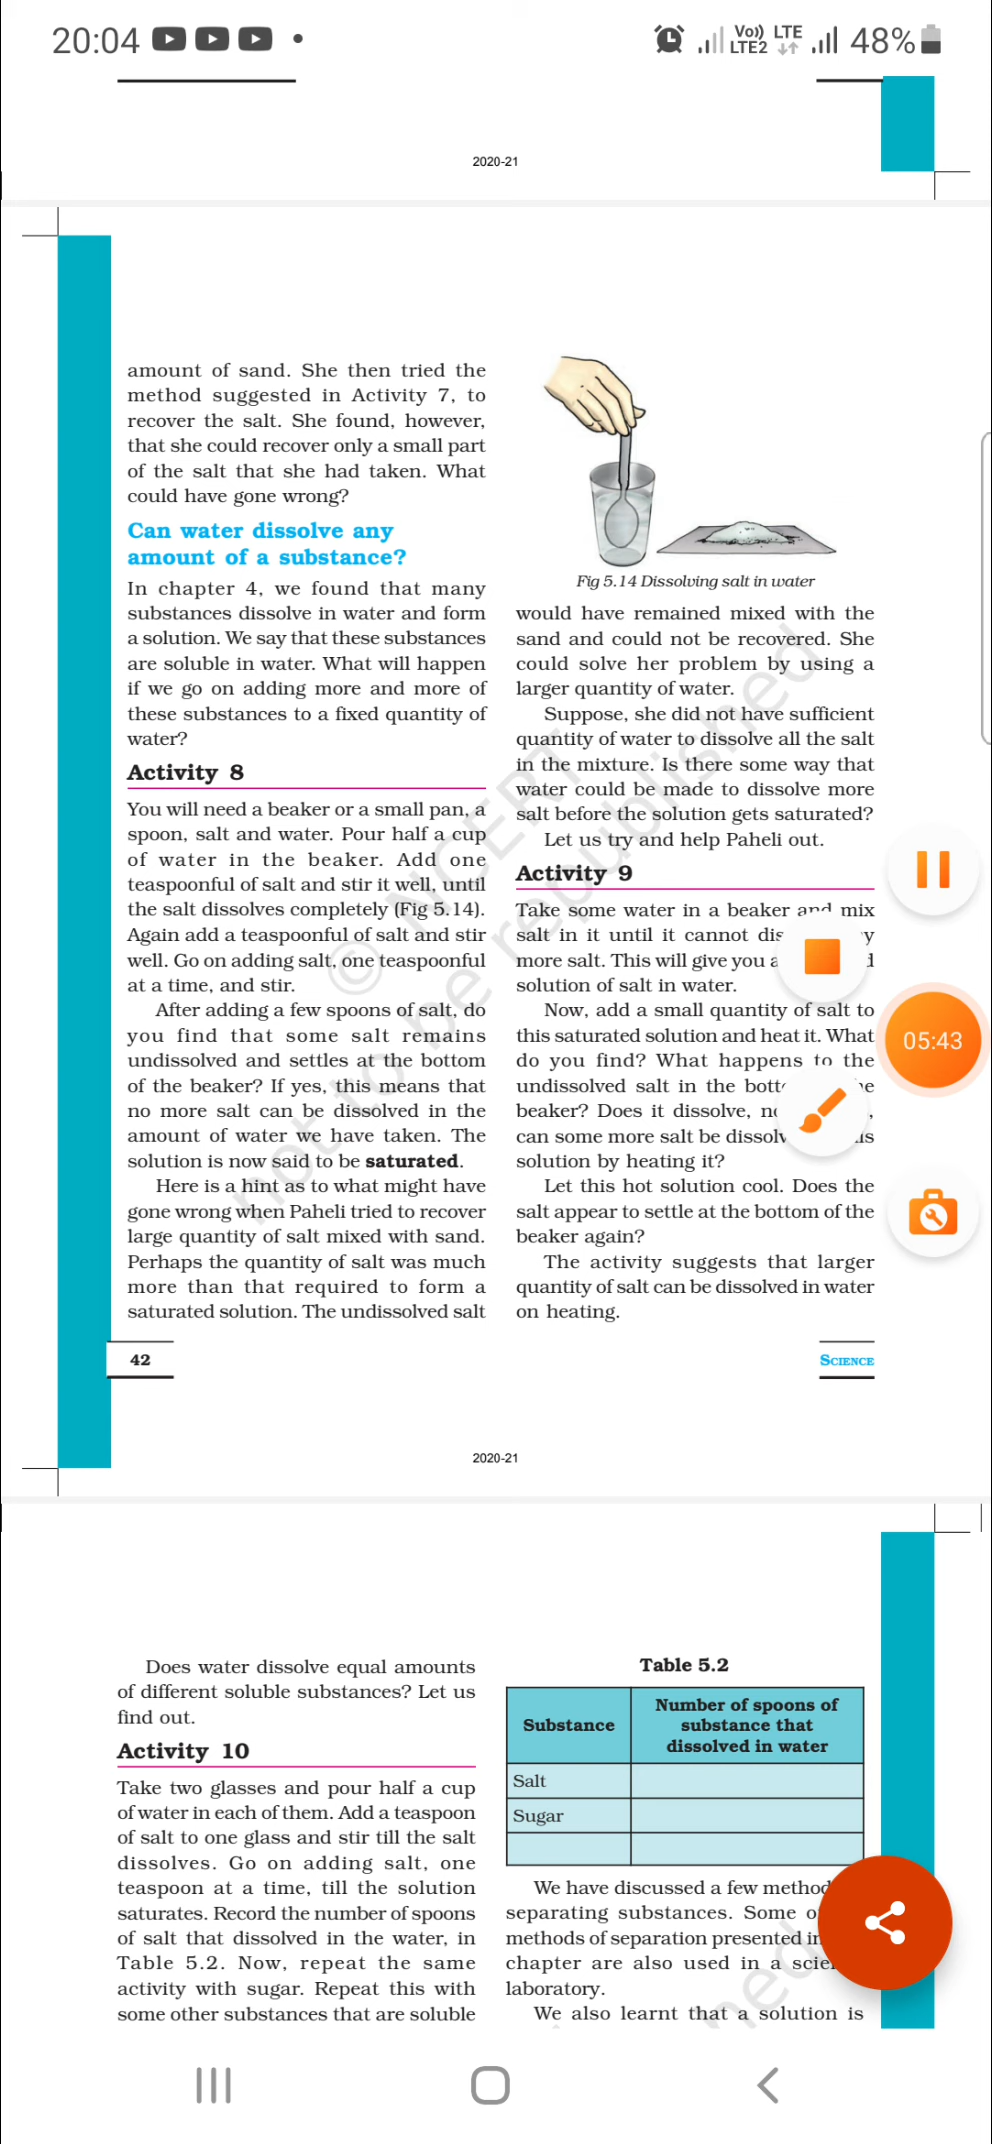 20:04
Vo)) LTE
LTE2
48%
2020-21
amount of sand. She then tried the
method suggested in Activity 7, to
recover the salt. She found, however,
that she could recover only a small part
of the salt that she had taken. What
could have gone wrong?
Can water dissolve any
amount of a substance?
In chapter 4, we found that many
substances dissolve in water and form
a solution. We say that these substances
are soluble in water. What will happen
if we go on adding more and more of
these substances to a fixed quantity of
water?
Activity 8
You will need a beaker or a small pan, a
spoon, salt and water. Pour half a cup
of water in the beaker. Add one
teaspoonful of salt and stir it well, until
the salt dissolves completely (Fig 5.14).
Again add a teaspoonful of salt and stir
well. Go on adding salt, one teaspoonful
at a time, and stir.
After adding a few spoons of salt, do
you find that some salt remains
undissolved and settles at the bottom
of the beaker? If yes, this means that
no more salt can be dissolved in the
amount of water we have taken. The
solution is now said to be saturated.
Here is a hint as to what might have
gone wrong when Paheli tried to recover
large quantity of salt mixed with sand.
Perhaps the quantity of salt was much
more than that required to form a
saturated solution. The undissolved salt
Fig 5.14 Dissolving salt in water
would have remained mixed with the
sand and could not be recovered. She
could solve her problem by using a
larger quantity of water.
Suppose, she did not have sufficient
quantity of water to dissolve all the salt
in the mixture. Is there some way that
water could be made to dissolve more
salt before the solution gets saturated?
Let us try and help Paheli out.
Activity 9
Take some water in a beaker and mix
salt in it until it cannot
more salt. This will give you
solution of salt in water.
Now, add a small quantity of salt to
this saturated solution and heat it. What
do you find? What happens to the
undissolved salt in the
beaker? Does it dissolve,
can some more salt be
solution by heating it?
Let this hot solution cool. Does the
salt appear to settle at the bottom of the
beaker again?
The activity suggests that larger
quantity of salt can be dissolved in water
on heating.
05:43
© NCERT
not to be republished
42
SCIENCE
2020-21
Does water dissolve equal amounts
of different soluble substances? Let us
find out.
Activity 10
Take two glasses and pour half a cup
of water in each of them. Add a teaspoon
of salt to one glass and stir till the salt
dissolves. Go on adding salt, one
teaspoon at a time, till the solution
saturates. Record the number of spoons
of salt that dissolved in the water, in
Table 5.2. Now, repeat the same
activity with sugar. Repeat this with
some other substances that are soluble
Table 5.2
Substance
Number of spoons of
substance that
dissolved in water
Salt
Sugar
We have discussed a few
separating substances. Some
methods of separation presented
chapter are also used in a
laboratory.
We also learnt that a solution is